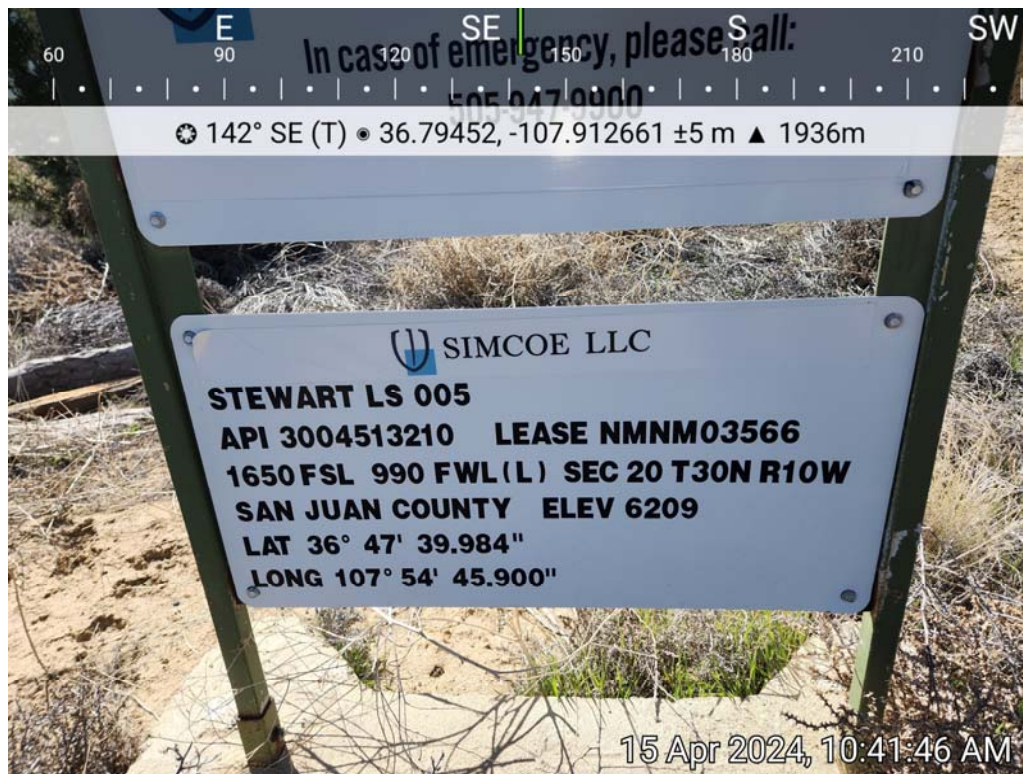 E SE S SW
60 90 120 150 180 210
In case of emergency, please call:
505-947-9900
142° SE (T) 36.79452, -107.912661 ±5 m ▲ 1936m
SIMCOE LLC
STEWART LS 005
API 3004513210 LEASE NMNM03566
1650 FSL 990 FWL(L) SEC 20 T30N R10W
SAN JUAN COUNTY ELEV 6209
LAT 36° 47' 39.984"
LONG 107° 54' 45.900"
15 Apr 2024, 10:41:46 AM